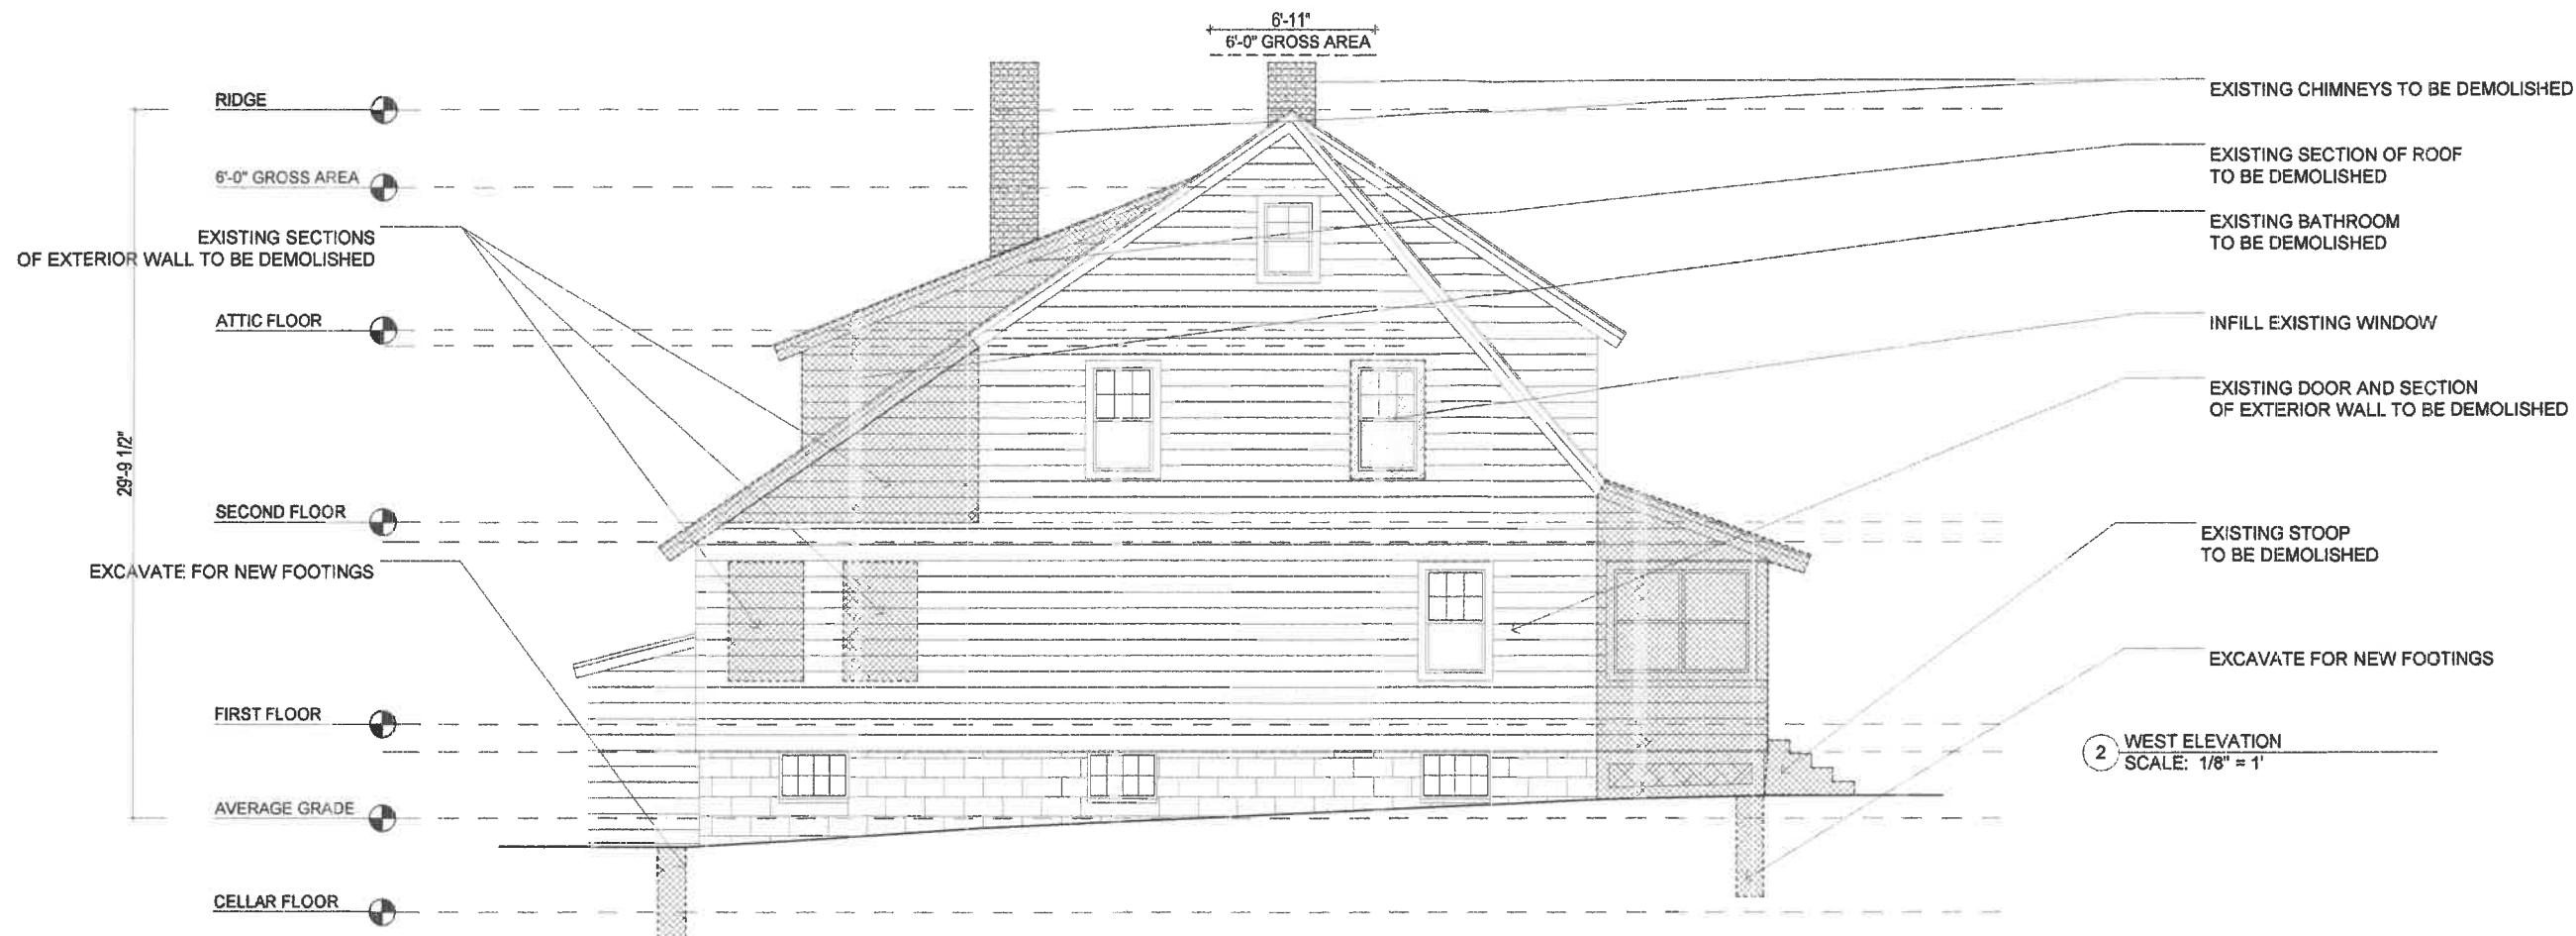 6'-11"
6'-0" GROSS AREA
RIDGE
6'-0" GROSS AREA
EXISTING SECTIONS
OF EXTERIOR WALL TO BE DEMOLISHED
ATTIC FLOOR
29'-9 1/2"
SECOND FLOOR
EXCAVATE FOR NEW FOOTINGS
FIRST FLOOR
AVERAGE GRADE
CELLAR FLOOR
EXISTING CHIMNEYS TO BE DEMOLISHED
EXISTING SECTION OF ROOF
TO BE DEMOLISHED
EXISTING BATHROOM
TO BE DEMOLISHED
INFILL EXISTING WINDOW
EXISTING DOOR AND SECTION
OF EXTERIOR WALL TO BE DEMOLISHED
EXISTING STOOP
TO BE DEMOLISHED
EXCAVATE FOR NEW FOOTINGS
2 WEST ELEVATION
SCALE: 1/8" = 1'